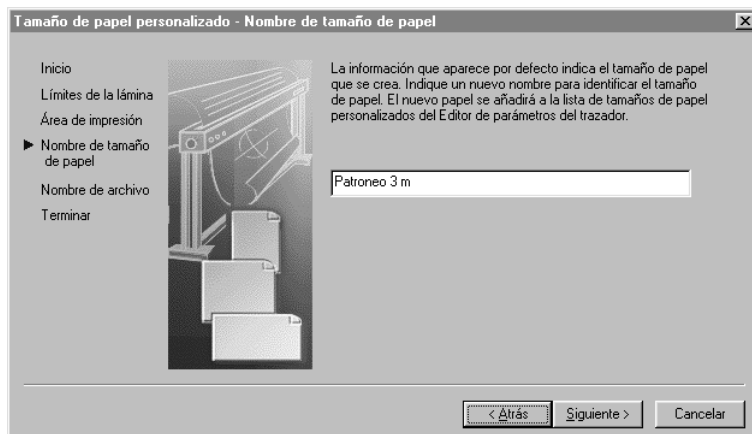 Tamaño de papel personalizado - Nombre de tamaño de papel
Inicio
Límites de la lámina
Área de impresión
Nombre de tamaño
de papel
Nombre de archivo
Terminar
La información que aparece por defecto indica el tamaño de papel
que se crea. Indique un nuevo nombre para identificar el tamaño
de papel. El nuevo papel se añadirá a la lista de tamaños de papel
personalizados del Editor de parámetros del trazador.
Patroneo 3 m
< Atrás
Siguiente >
Cancelar